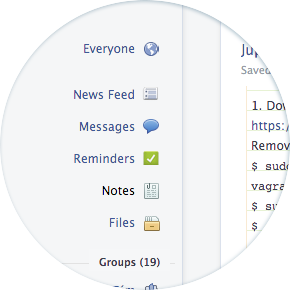 Everyone
News Feed
Messages
Reminders
Notes
Files
Groups (19)
Saved
1. Dow
https:/
Remov
$ sudo
vagra
$ su
$